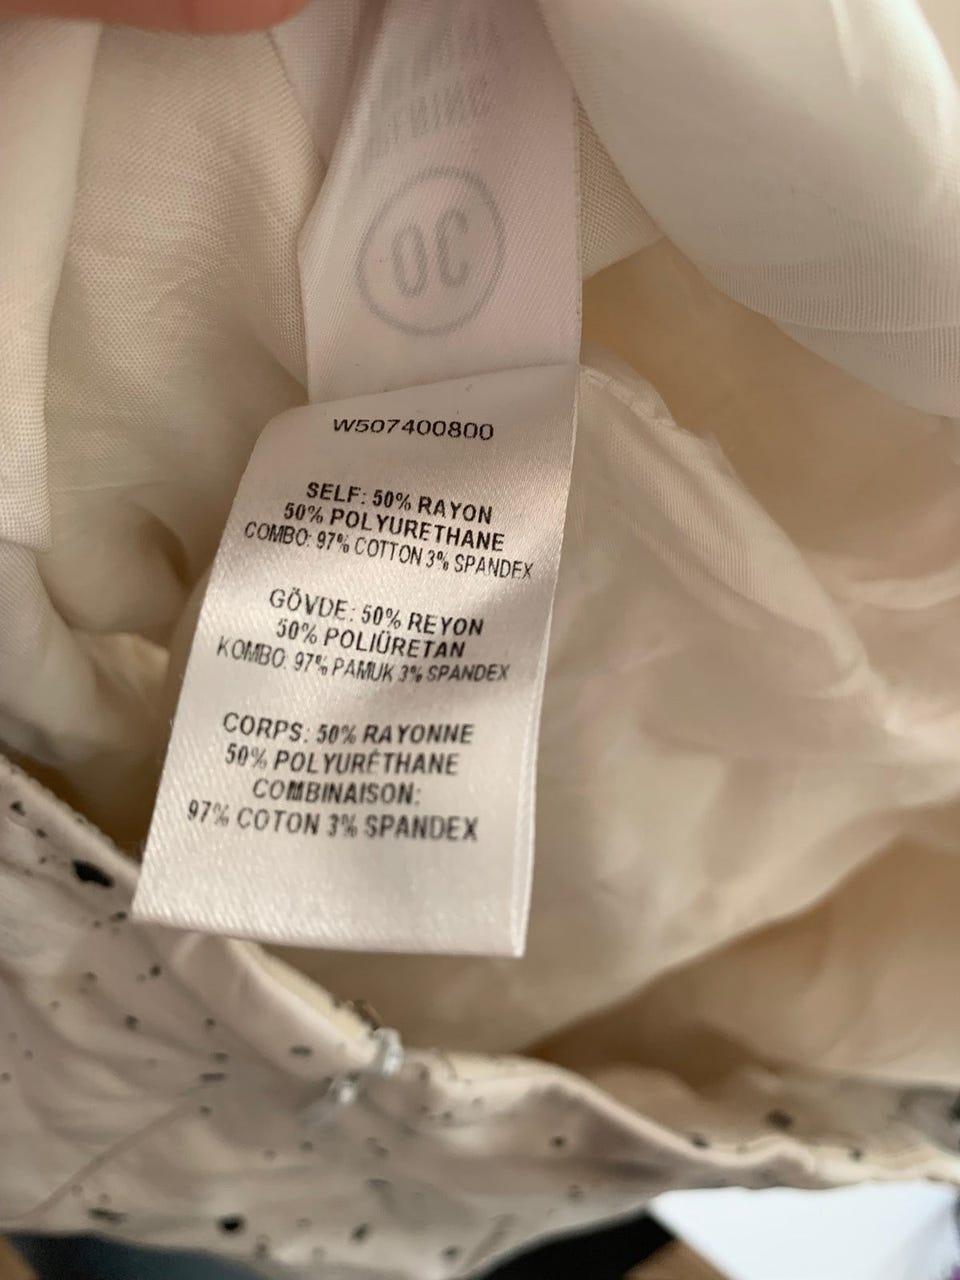 W507400800
SELF: 50% RAYON
50% POLYURETHANE
COMBO: 97% COTTON 3% SPANDEX
GÖVDE: 50% REYON
50% POLIÜRETAN
KOMBO: 97% PAMUK 3% SPANDEX
CORPS: 50% RAYONNE
50% POLYURÉTHANE
COMBINAISON:
97% COTON 3% SPANDEX